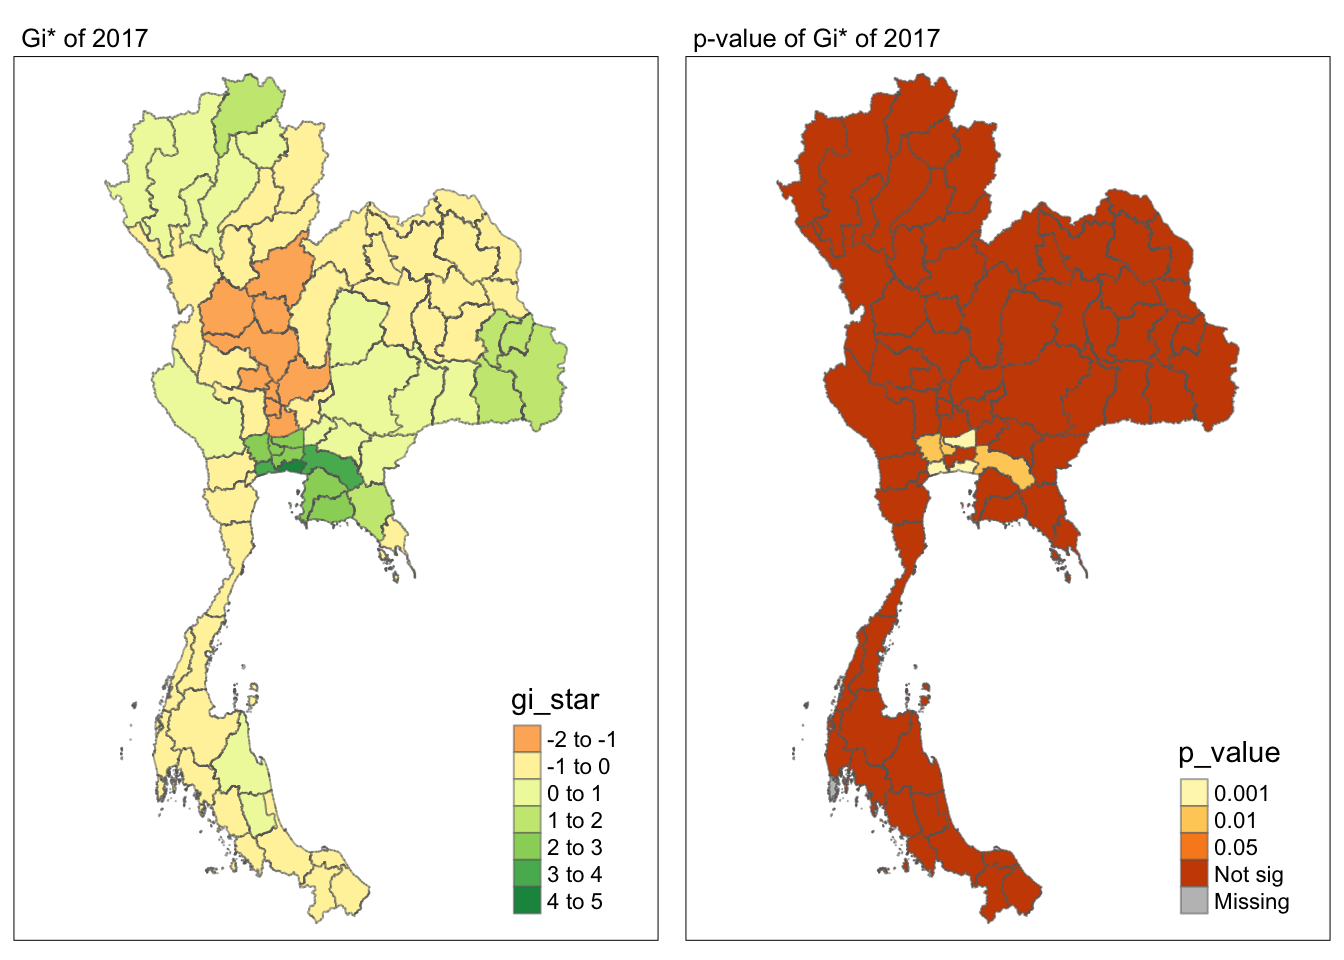 Gi* of 2017
gi_star
-2 to -1
-1 to 0
0 to 1
1 to 2
2 to 3
3 to 4
4 to 5
p-value of Gi* of 2017
p_value
0.001
0.01
0.05
Not sig
Missing